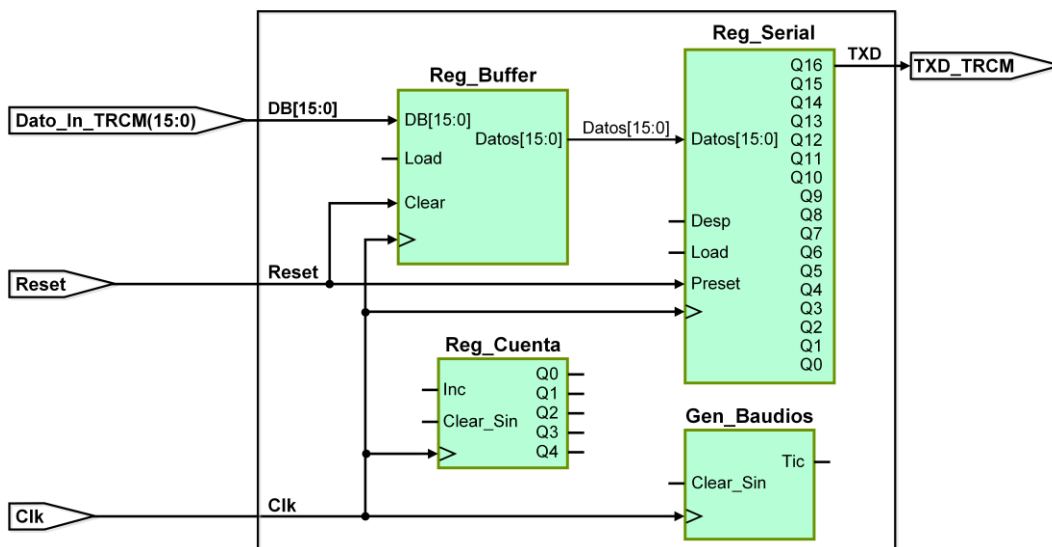 Reg_Serial
Reg_Buffer
TXD
TXD_TRCM
Q16
Q15
Q14
Q13
Q12
Q11
Q10
Q9
Q8
Q7
Q6
Q5
Q4
Q3
Q2
Q1
Q0
Dato_In_TRCM(15:0)
DB[15:0]
DB[15:0]
Datos[15:0]
Load
Clear
Datos[15:0]
Datos[15:0]
Desp
Load
Preset
Reset
Reset
Reg_Cuenta
Inc
Clear_Sin
Q0
Q1
Q2
Q3
Q4
Gen_Baudios
Tic
Clear_Sin
Clk
Clk